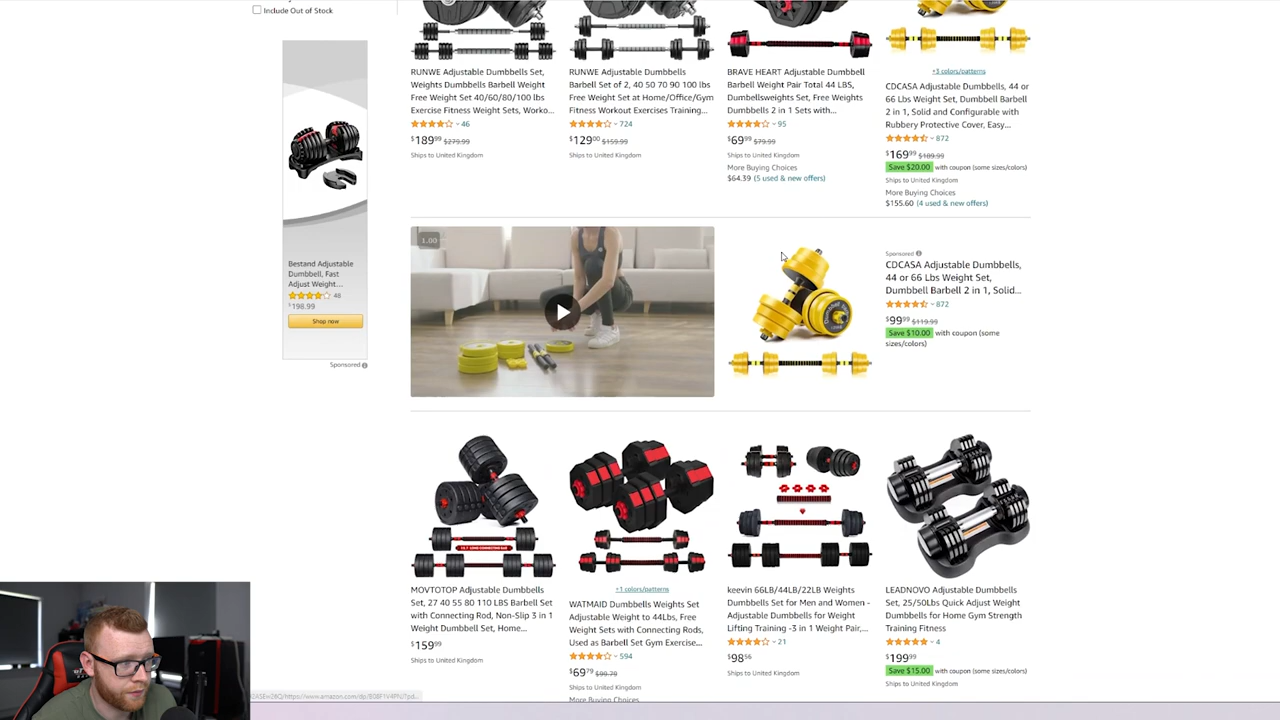 Include Out of Stock
RUNWE Adjustable Dumbbells Set,
Weights Dumbbells Barbell Weight
Free Weight Set 40/60/80/100 lbs
Exercise Fitness Weight Sets, Worko...
46
$189.99 $279.99
Ships to United Kingdom
RUNWE Adjustable Dumbbells
Barbell Set of 2, 40 50 70 90 100 lbs
Free Weight Set at Home/Office/Gym
Fitness Workout Exercises Training...
724
$129.00 $159.99
Ships to United Kingdom
BRAVE HEART Adjustable Dumbbell
Barbell Weight Pair Total 44 LBS,
Dumbellsweights Set, Free Weights
Dumbbells 2 in 1 Sets with...
95
$69.99 $79.99
Ships to United Kingdom
More Buying Choices
$64.39 (5 used & new offers)
+3 colors/patterns
CDCASA Adjustable Dumbbells, 44 or
66 Lbs Weight Set, Dumbbell Barbell
2 in 1, Solid and Configurable with
Rubbery Protective Cover, Easy...
872
$169.99 $189.99
Save $20.00 with coupon (some sizes/colors)
Ships to United Kingdom
More Buying Choices
$155.60 (4 used & new offers)
Bestand Adjustable
Dumbbell, Fast
Adjust Weight...
48
$198.99
Shop now
Sponsored
1.00
Sponsored
CDCASA Adjustable Dumbbells,
44 or 66 Lbs Weight Set,
Dumbbell Barbell 2 in 1, Solid...
872
$99.99 $119.99
Save $10.00 with coupon (some
sizes/colors)
MOVTOTOP Adjustable Dumbbells
Set, 27 40 55 80 110 LBS Barbell Set
with Connecting Rod, Non-Slip 3 in 1
Weight Dumbbell Set, Home...
$159.99
Ships to United Kingdom
+1 colors/patterns
WATMAID Dumbbells Weights Set
Adjustable Weight to 44Lbs, Free
Weight Sets with Connecting Rods,
Used as Barbell Set Gym Exercise...
594
$69.79 $99.79
Ships to United Kingdom
More Buying Choices
keevin 66LB/44LB/22LB Weights
Dumbbells Set for Men and Women -
Adjustable Dumbbells for Weight
Lifting Training -3 in 1 Weight Pair,...
21
$98.56
Ships to United Kingdom
LEADNOVO Adjustable Dumbbells
Set, 25/50Lbs Quick Adjust Weight
Dumbbells for Home Gym Strength
Training Fitness
4
$199.99
Save $15.00 with coupon (some sizes/colors)
Ships to United Kingdom